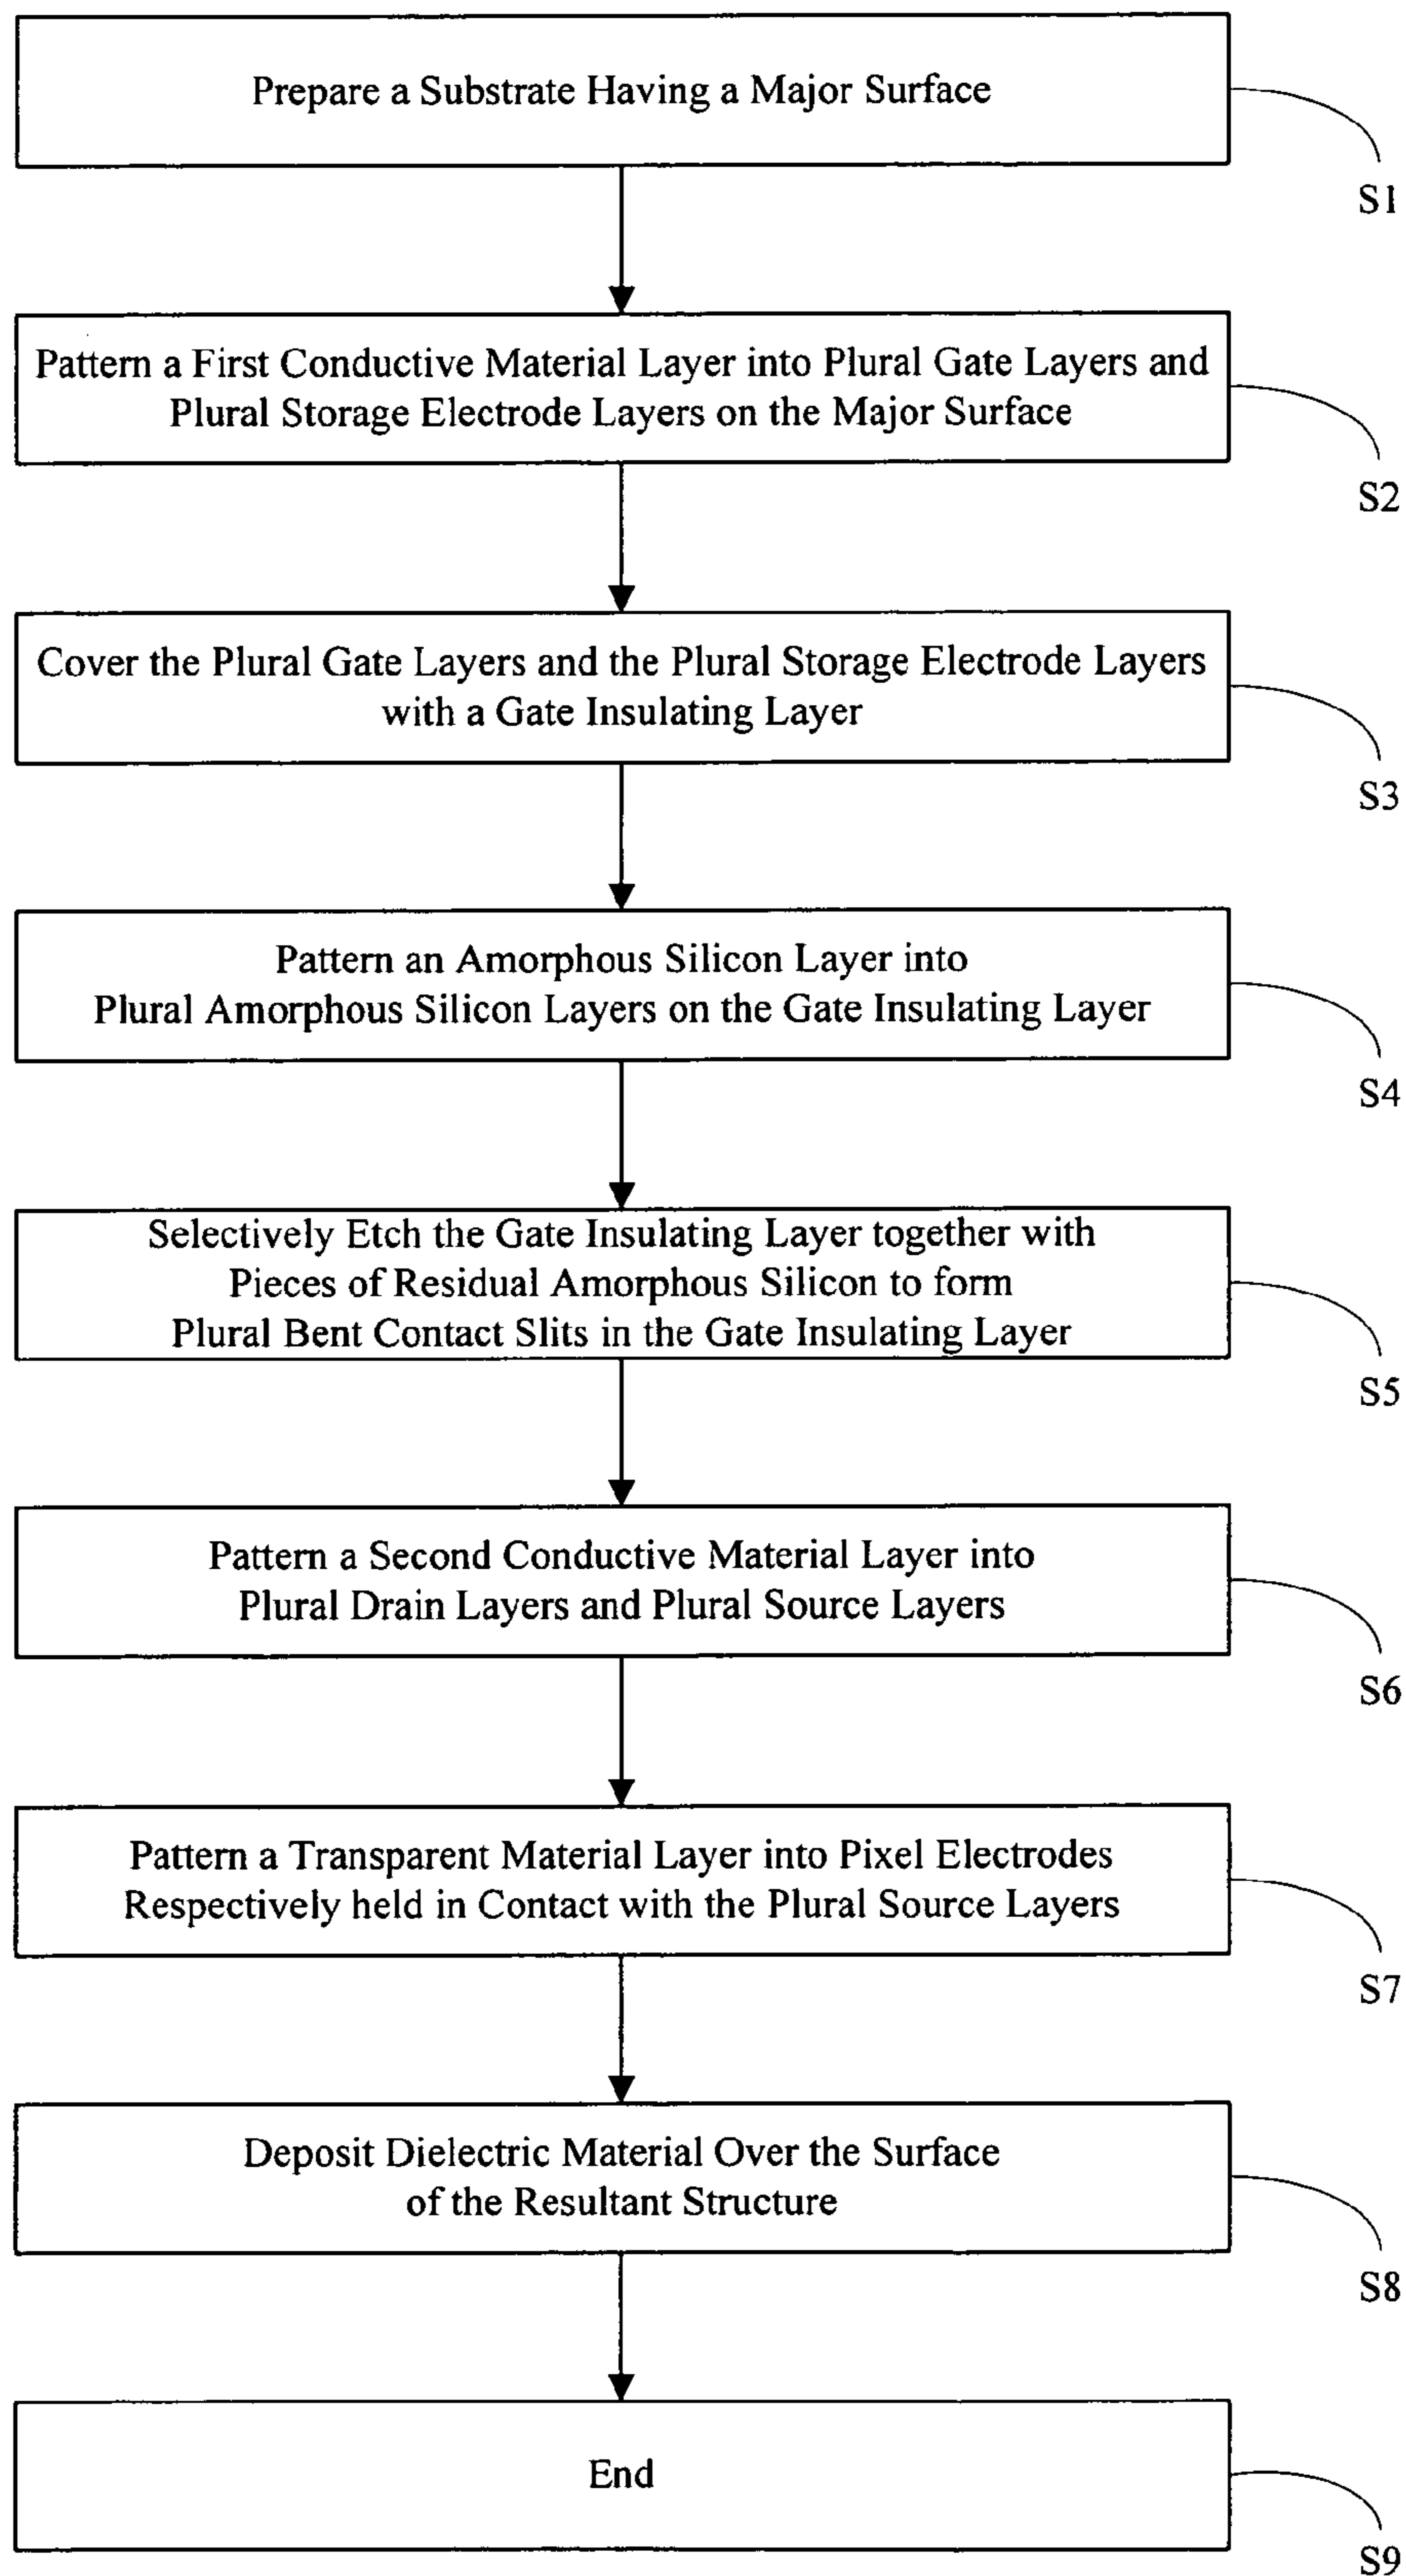 Prepare a Substrate Having a Major Surface
S1
Pattern a First Conductive Material Layer into Plural Gate Layers and
Plural Storage Electrode Layers on the Major Surface
S2
Cover the Plural Gate Layers and the Plural Storage Electrode Layers
with a Gate Insulating Layer
S3
Pattern an Amorphous Silicon Layer into
Plural Amorphous Silicon Layers on the Gate Insulating Layer
S4
Selectively Etch the Gate Insulating Layer together with
Pieces of Residual Amorphous Silicon to form
Plural Bent Contact Slits in the Gate Insulating Layer
S5
Pattern a Second Conductive Material Layer into
Plural Drain Layers and Plural Source Layers
S6
Pattern a Transparent Material Layer into Pixel Electrodes
Respectively held in Contact with the Plural Source Layers
S7
Deposit Dielectric Material Over the Surface
of the Resultant Structure
S8
End
S9